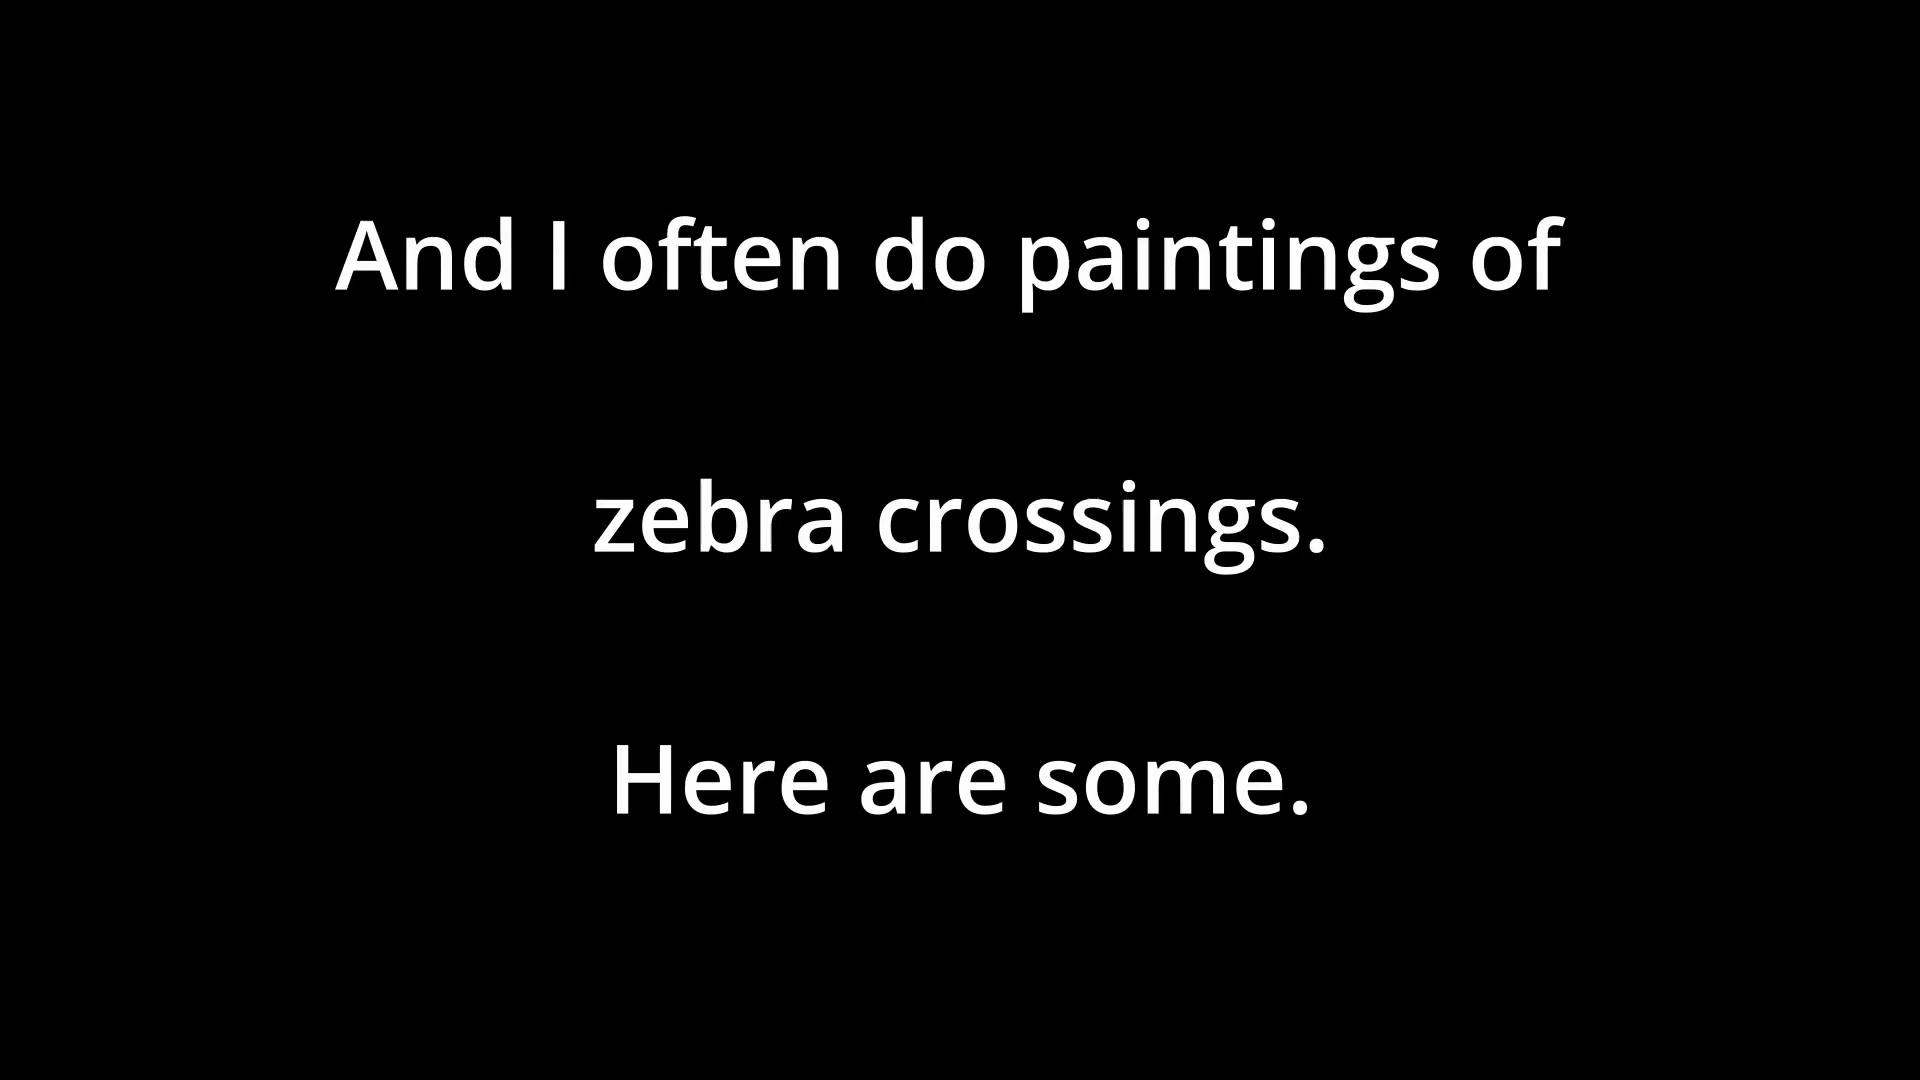 And I often do paintings of
zebra crossings.
Here are some.